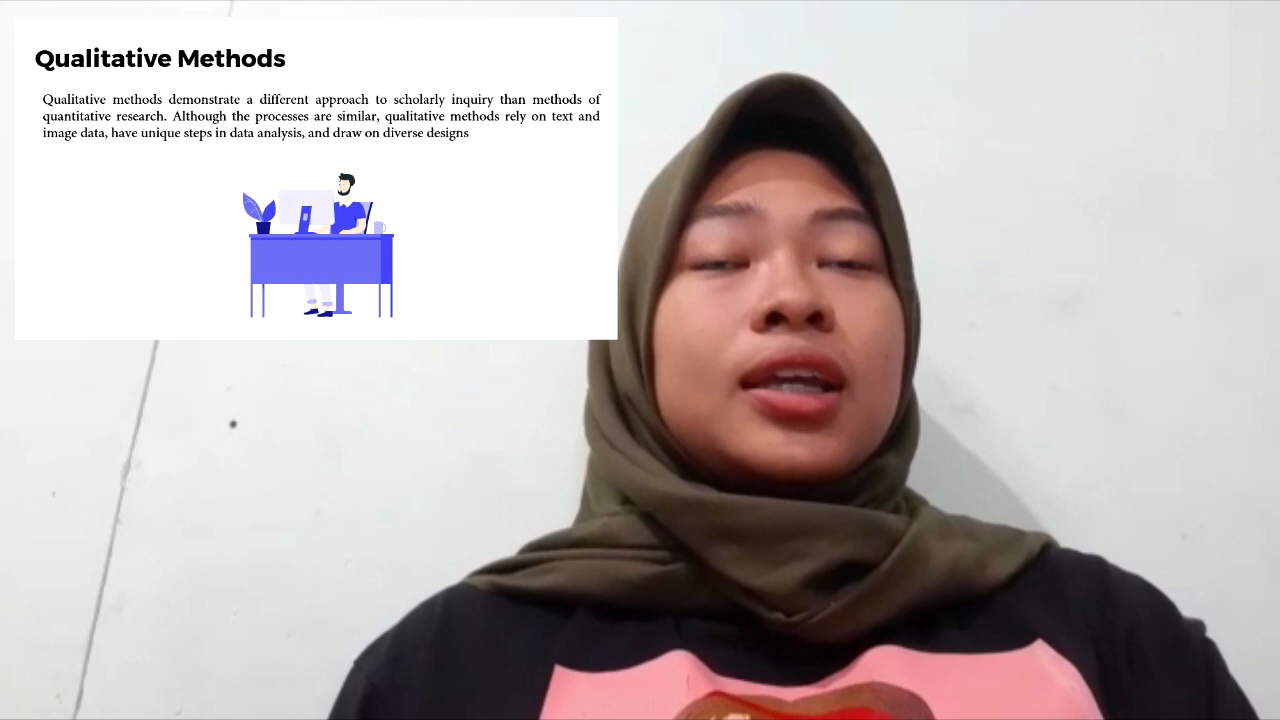 Qualitative Methods
Qualitative methods demonstrate a different approach to scholarly inquiry than methods of
quantitative research. Although the processes are similar, qualitative methods rely on text and
image data, have unique steps in data analysis, and draw on diverse designs